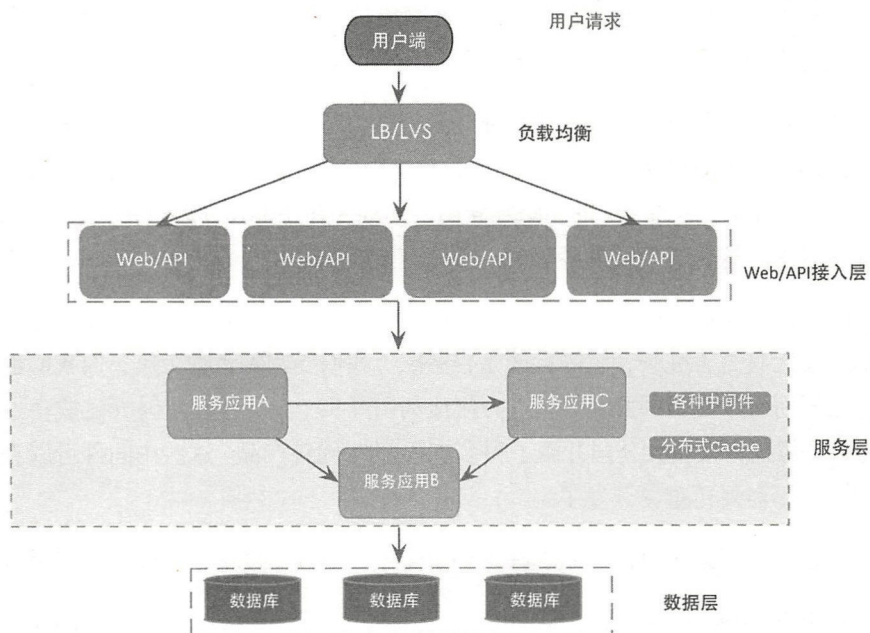 用户请求
用户端
LB/LVS
负载均衡
Web/API
Web/API
Web/API
Web/API
Web/API接入层
服务应用A
服务应用C
各种中间件
分布式Cache
服务层
服务应用B
数据库
数据库
数据库
数据层